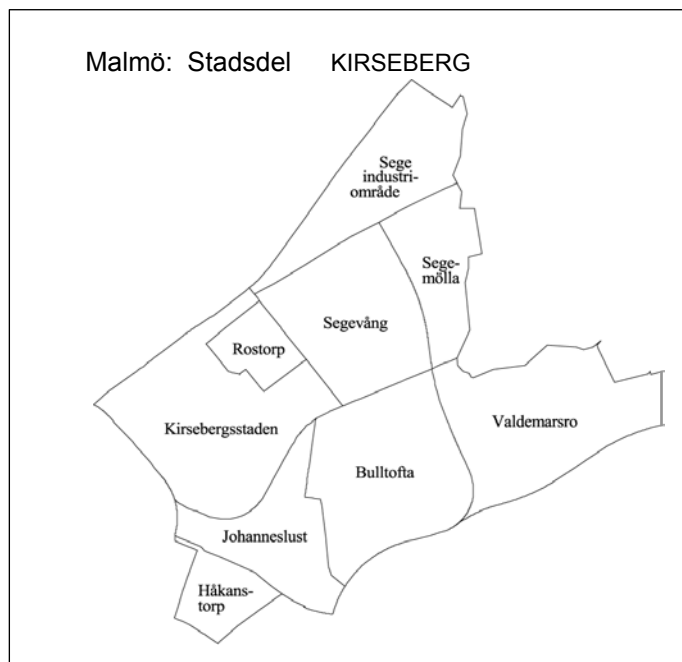 Malmö: Stadsdel KIRSEBERG
Sege
industri-
område
Sege-
mölla
Segevång
Rostorp
Valdemarsro
Kirsebergsstaden
Bulltofta
Johanneslust
Håkans-
torp